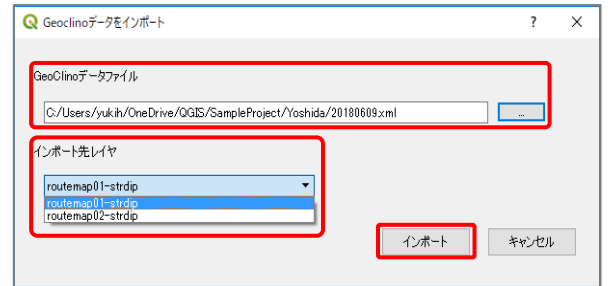 Geoclinoデータをインポート
GeoClinoデータファイル
C:/Users/yukih/OneDrive/QGIS/SampleProject/Yoshida/20180609.xml
...
インポート先レイヤ
routemap01-strdip
routemap01-strdip
routemap02-strdip
インポート
キャンセル